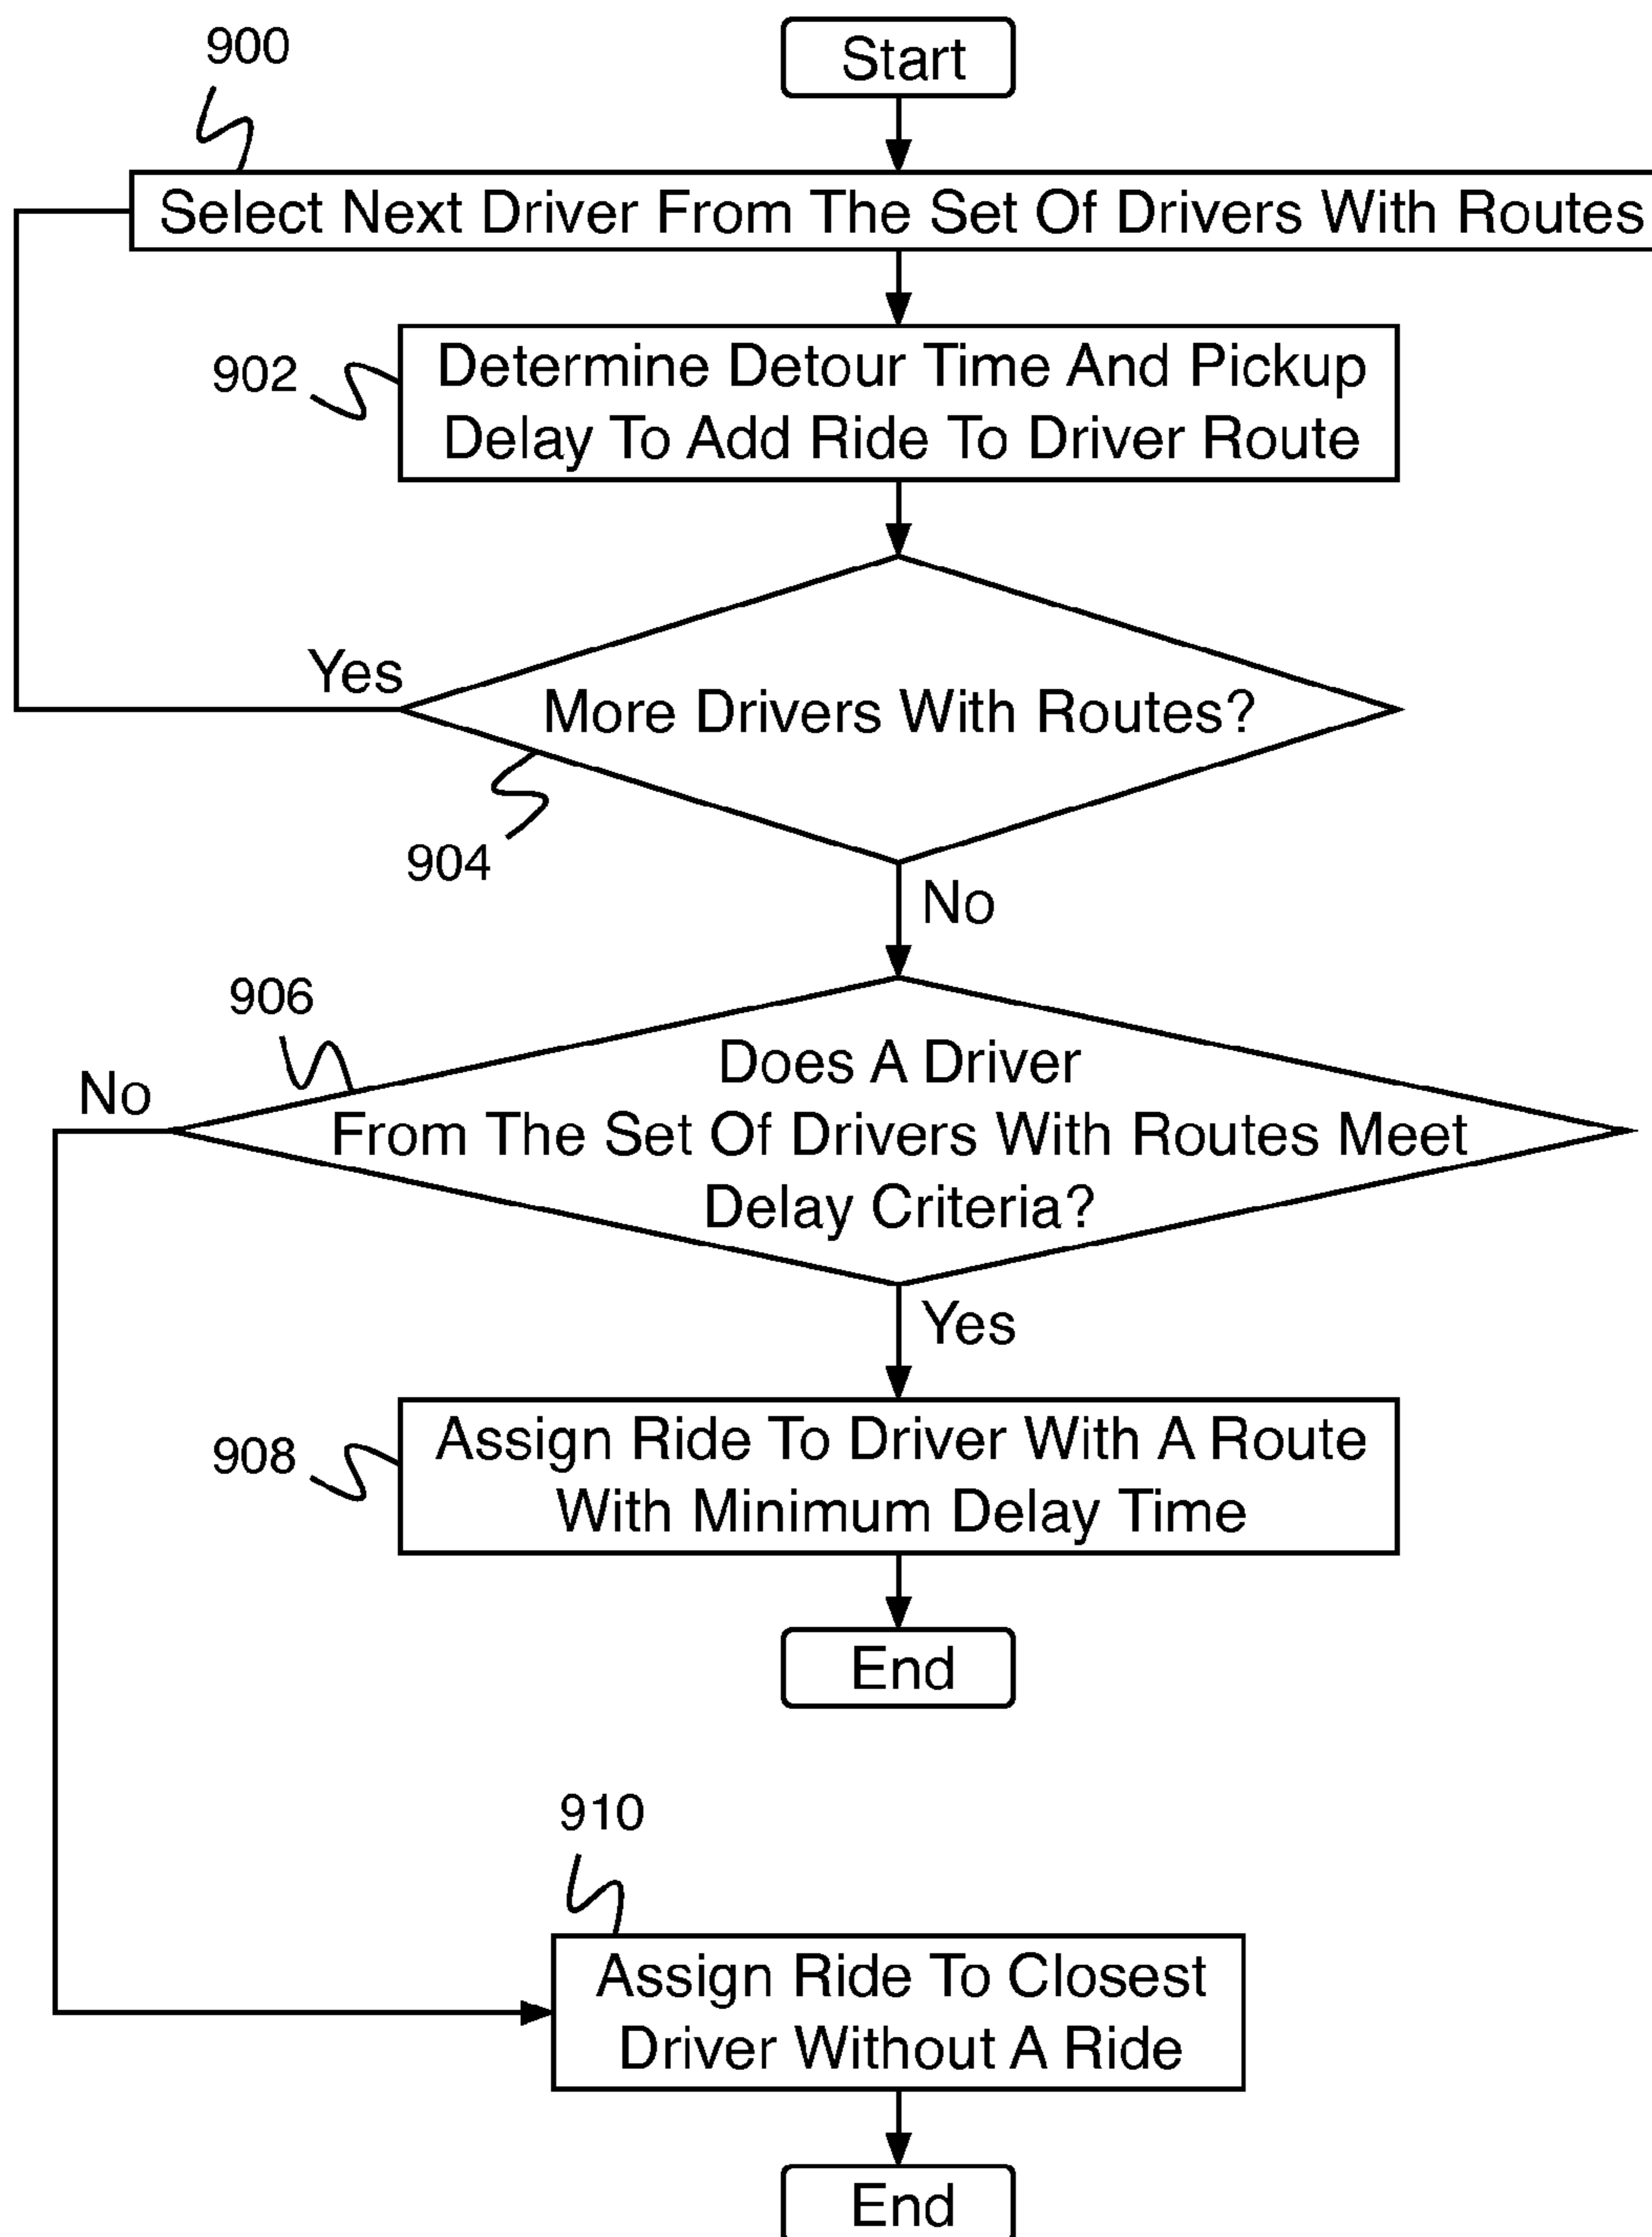 900
Start
Select Next Driver From The Set Of Drivers With Routes
902
Determine Detour Time And Pickup
Delay To Add Ride To Driver Route
Yes
More Drivers With Routes?
904
No
906
No
Does A Driver
From The Set Of Drivers With Routes Meet
Delay Criteria?
Yes
908
Assign Ride To Driver With A Route
With Minimum Delay Time
End
910
Assign Ride To Closest
Driver Without A Ride
End